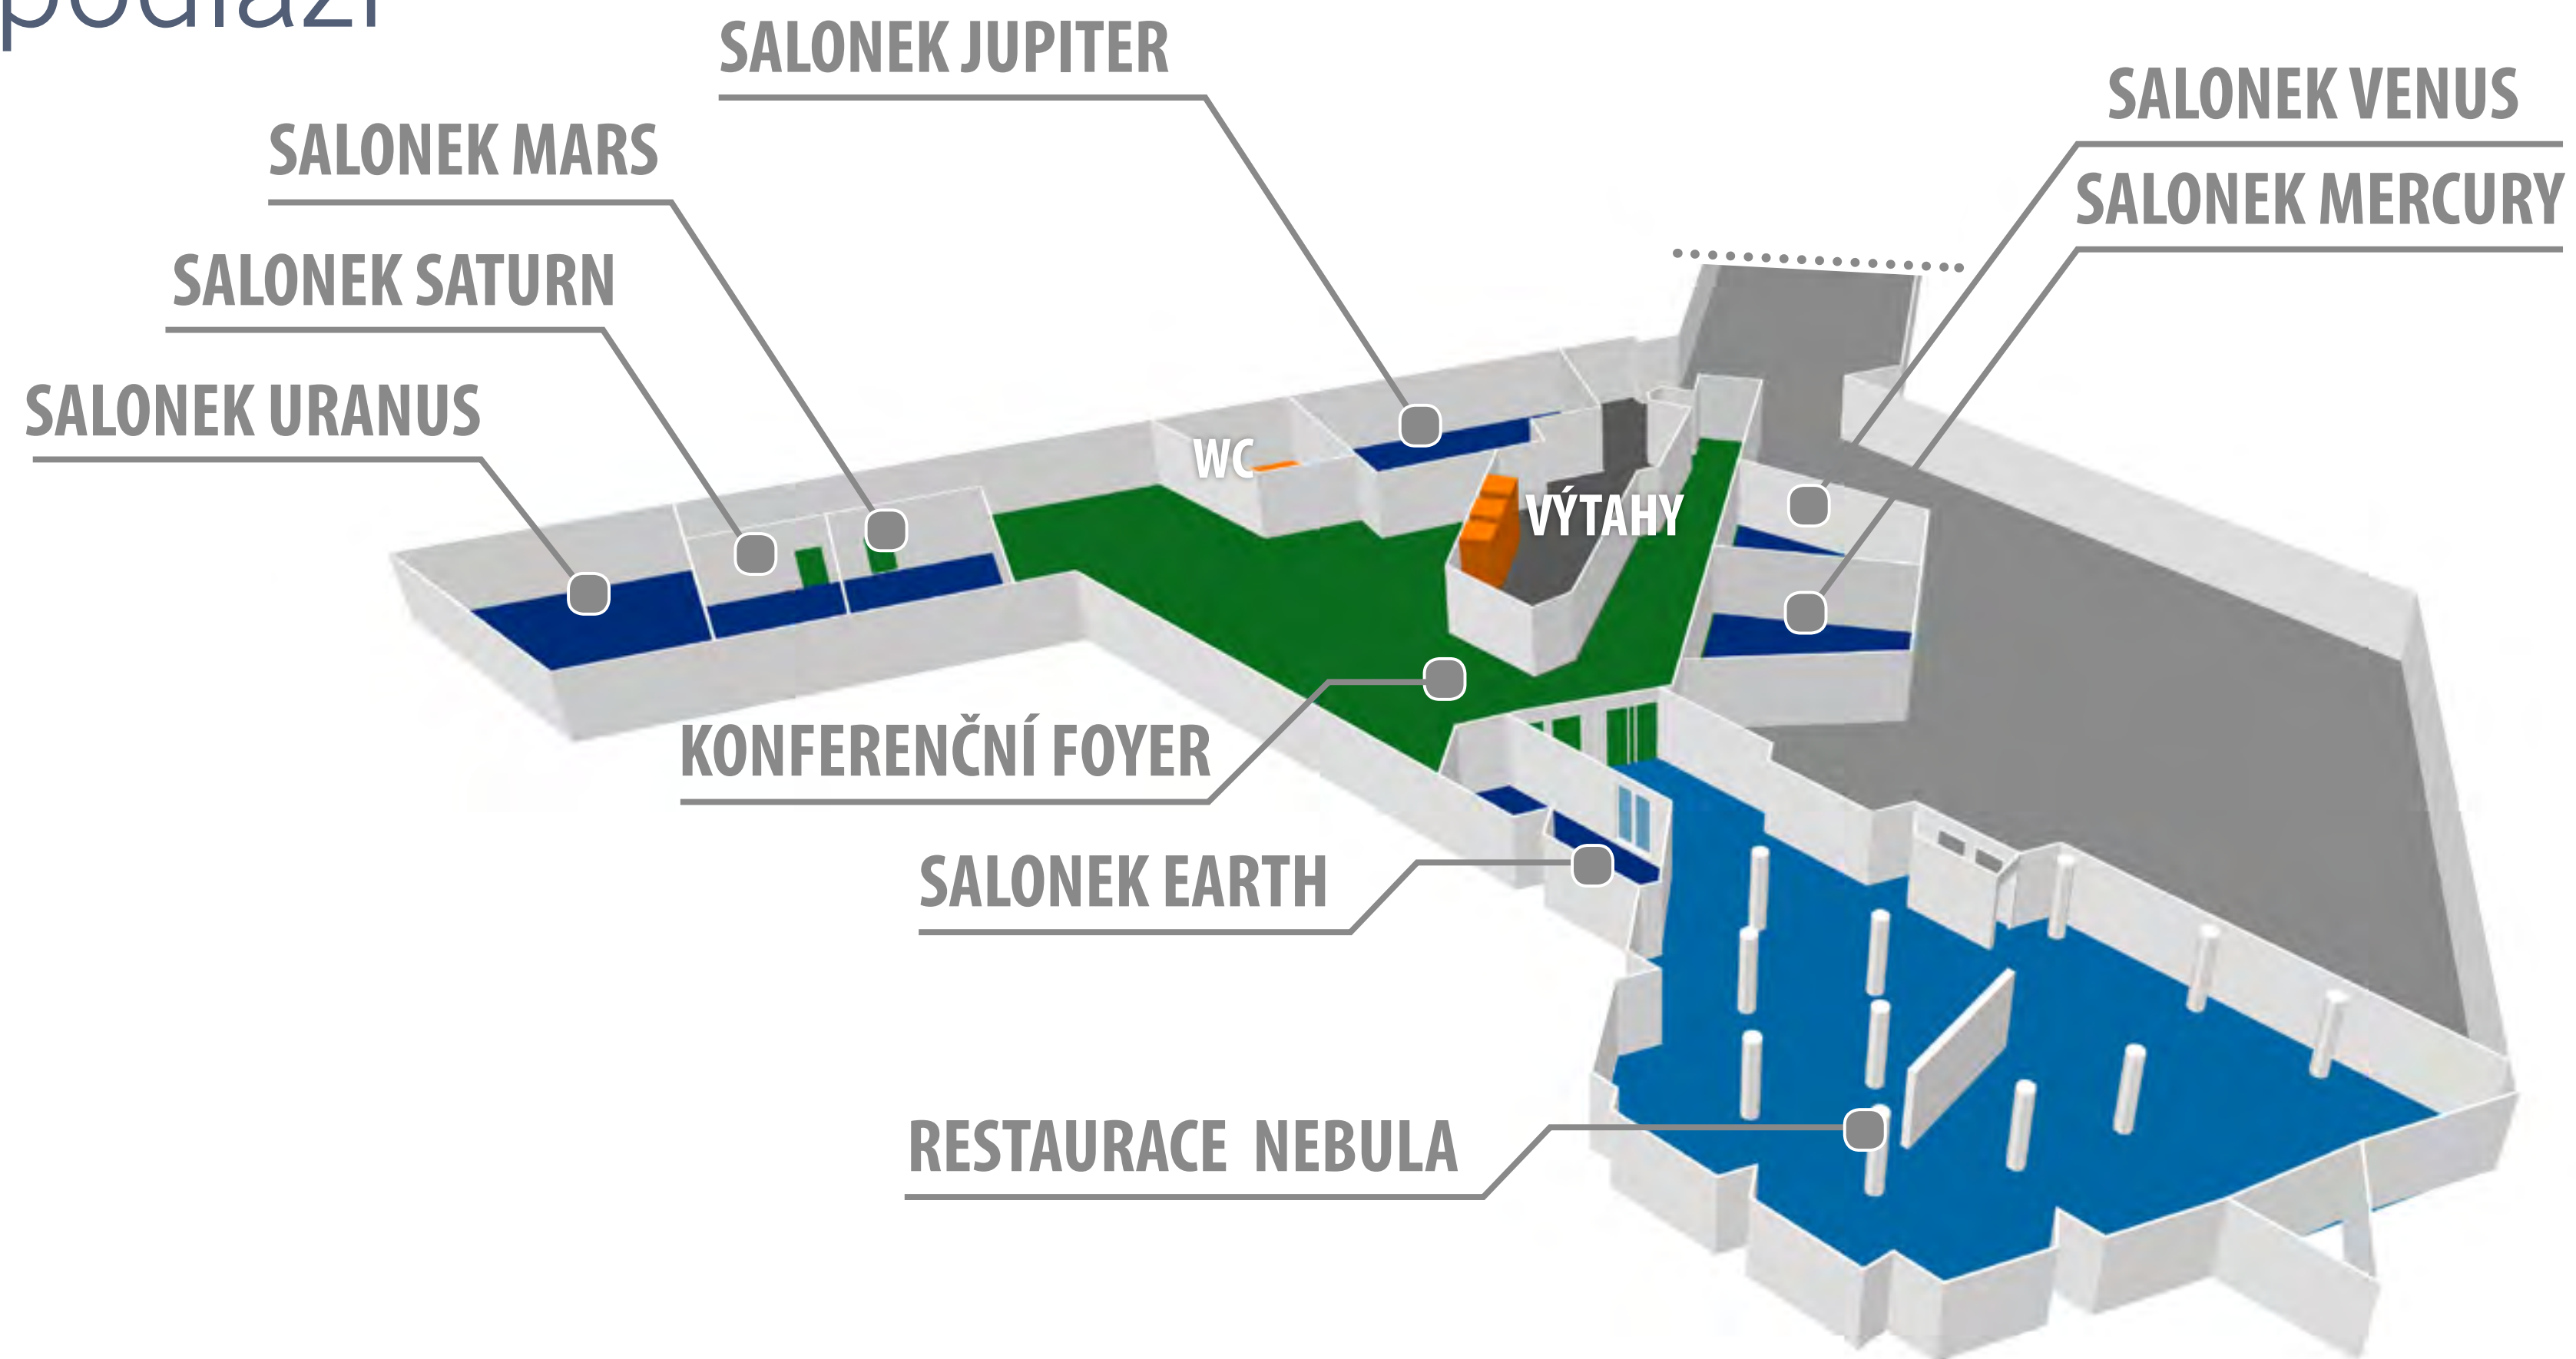 podlaží
SALONEK JUPITER
SALONEK VENUS
SALONEK MARS
SALONEK MERCURY
SALONEK SATURN
SALONEK URANUS
WC
VÝTAHY
KONFERENČNÍ FOYER
SALONEK EARTH
RESTAURACE NEBULA